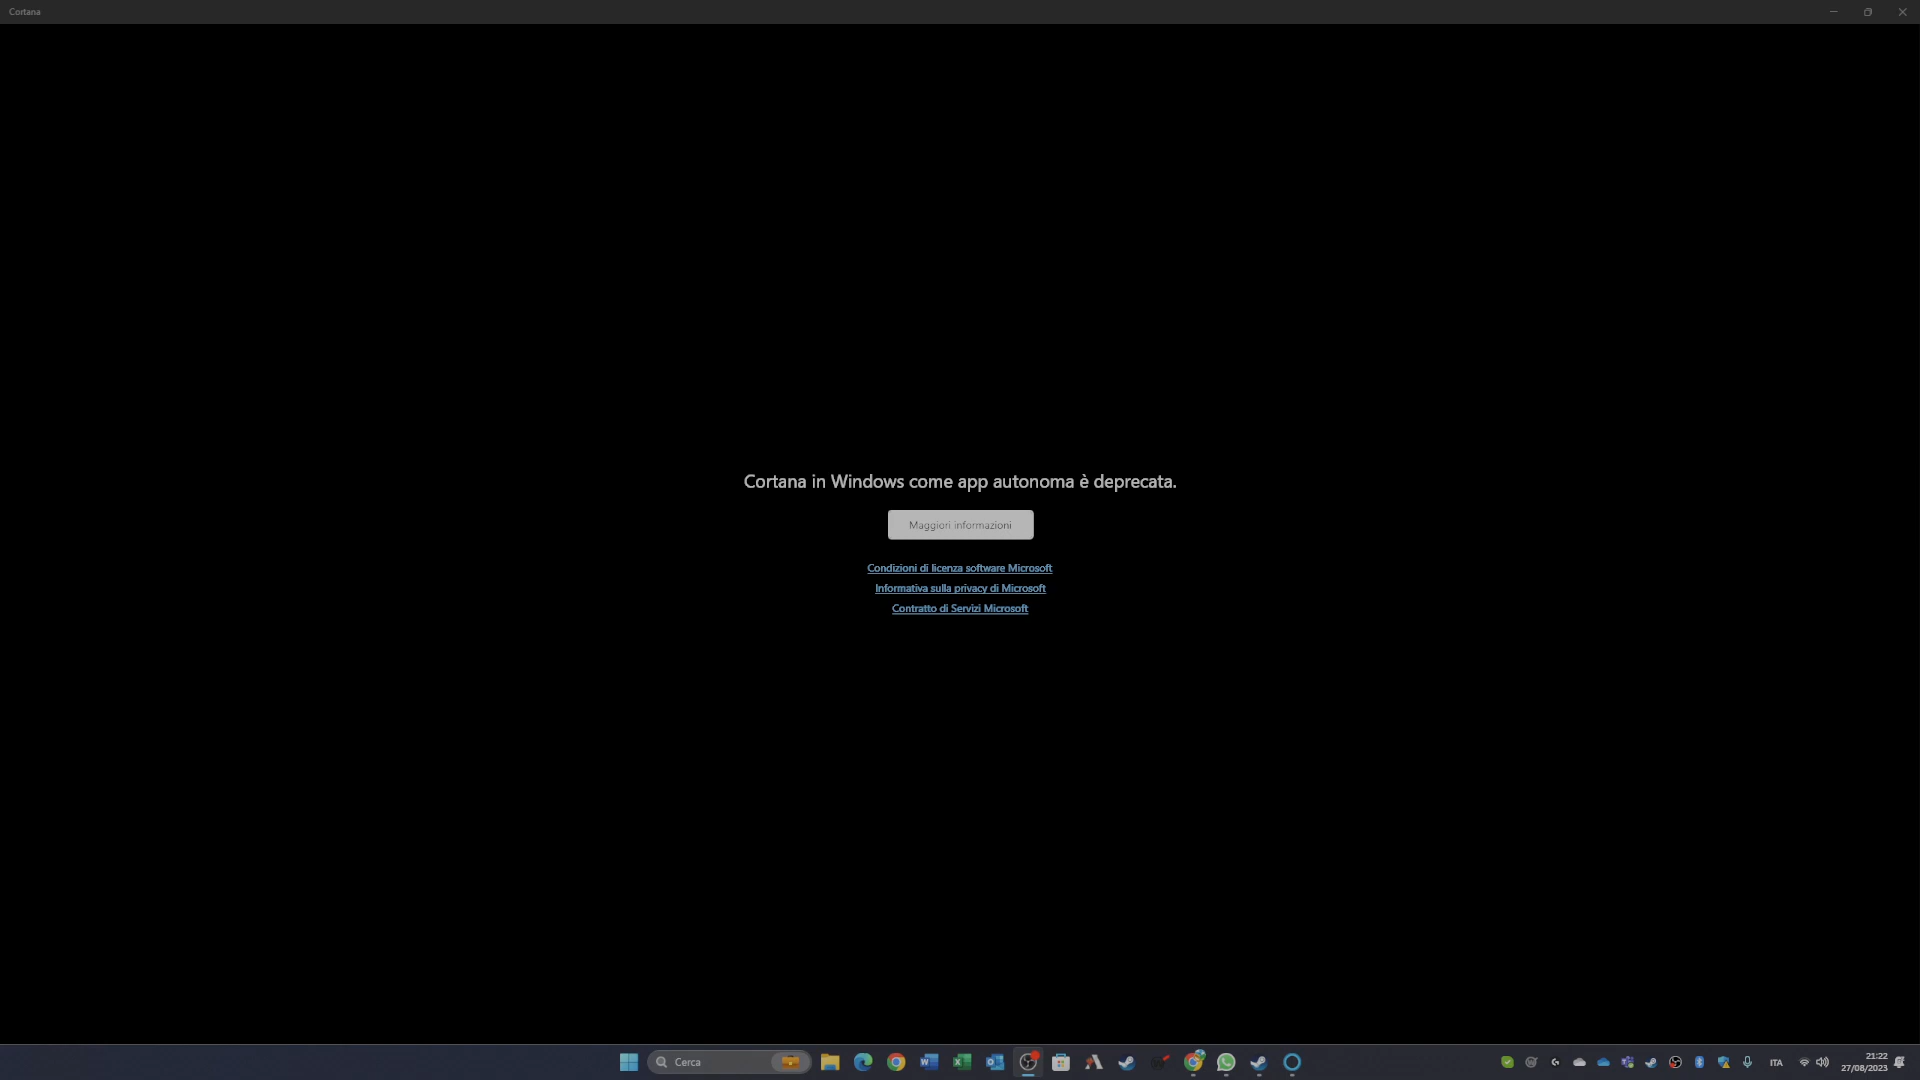 Cortana
Cortana in Windows come app autonoma è deprecata.
Maggiori informazioni
Condizioni di licenza software Microsoft
Informativa sulla privacy di Microsoft
Contratto di Servizi Microsoft
Cerca
ITA
21:22
27/08/2023